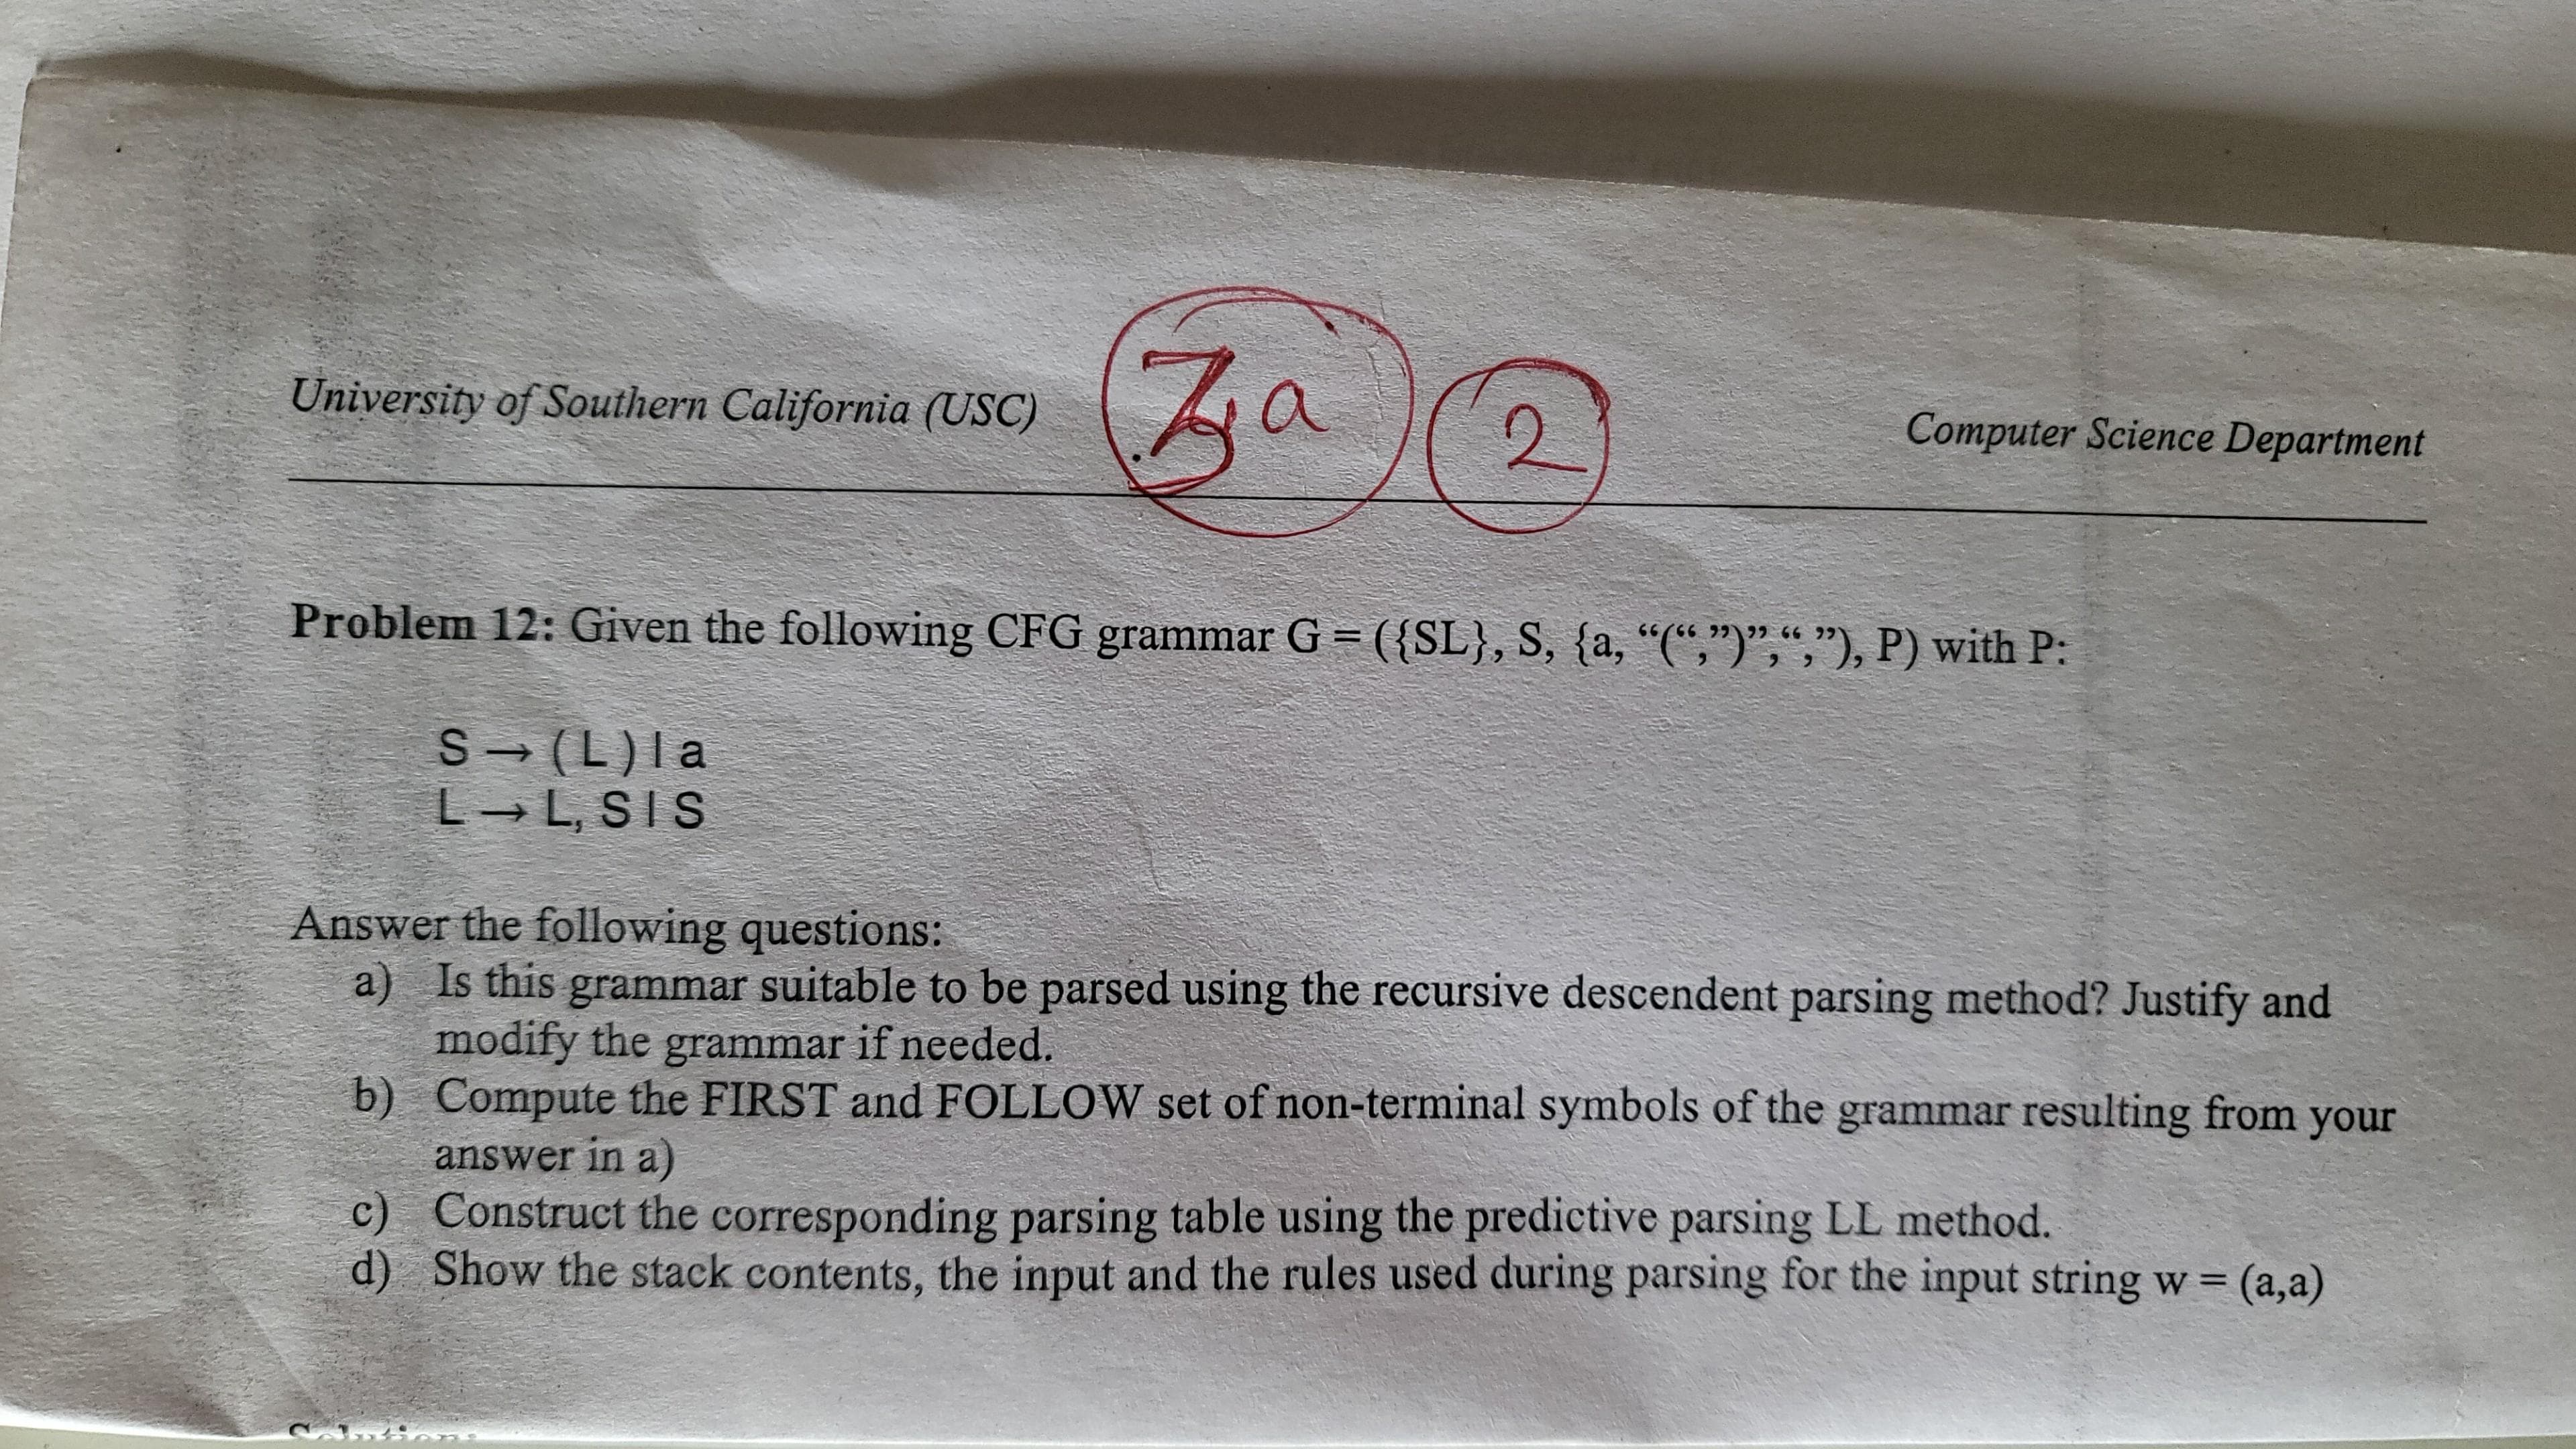 University of Southern California (USC)
a
2
Computer Science Department
Problem 12: Given the following CFG grammar G = ({SL}, S, {a, “(“,”)”,“,”), P) with P:
S → ( L ) | a
L → L, S | S
Answer the following questions:
a) Is this grammar suitable to be parsed using the recursive descendent parsing method? Justify and
modify the grammar if needed.
b) Compute the FIRST and FOLLOW set of non-terminal symbols of the grammar resulting from your
answer in a)
c) Construct the corresponding parsing table using the predictive parsing LL method.
d) Show the stack contents, the input and the rules used during parsing for the input string w = (a,a)